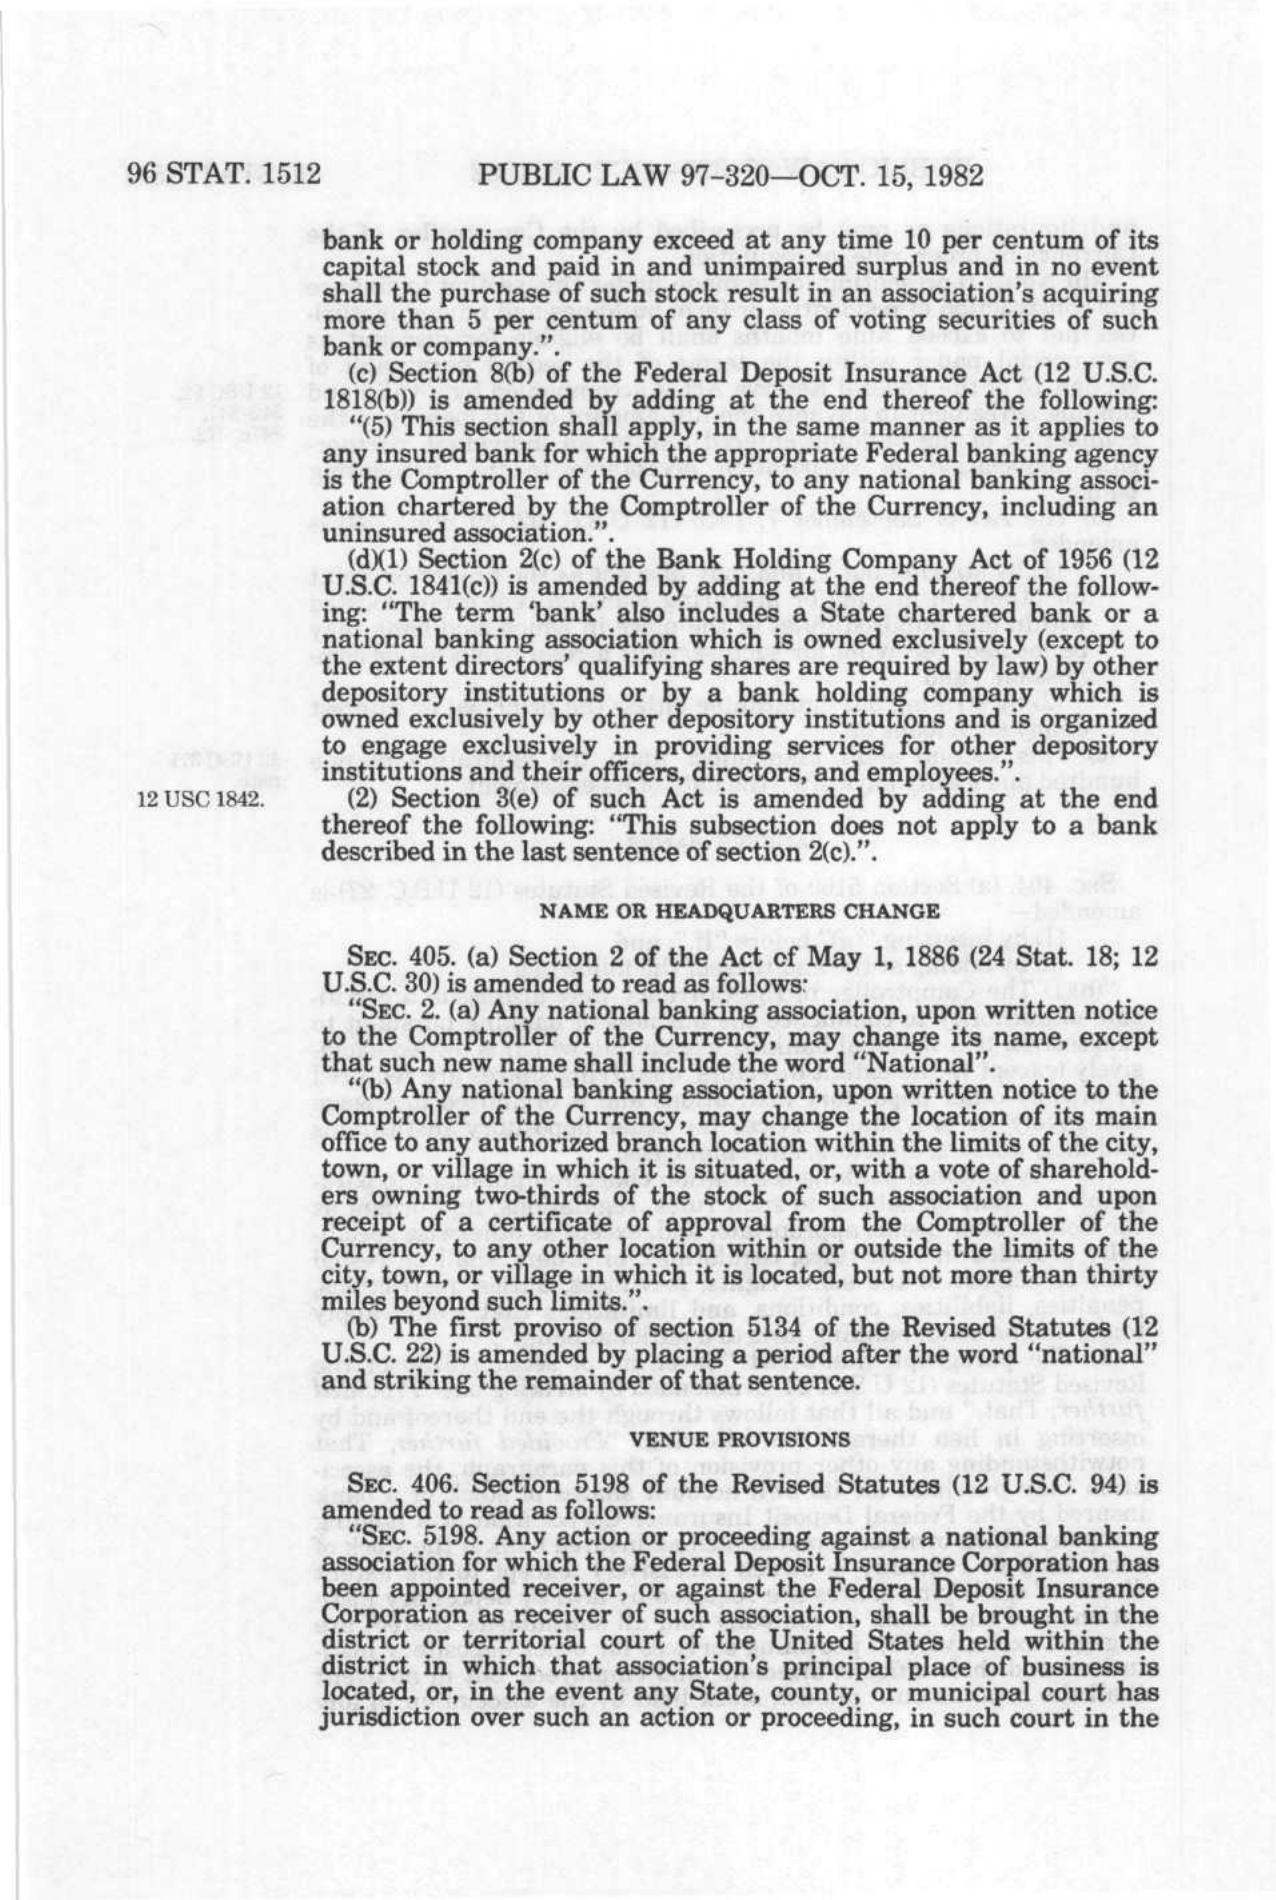 96 STAT. 1512 PUBLIC LAW 97–320—OCT. 15, 1982
bank or holding company exceed at any time 10 per centum of its
capital stock and paid in and unimpaired surplus and in no event
shall the purchase of such stock result in an association's acquiring
more than 5 per centum of any class of voting securities of such
bank or company.”.
(c) Section 8(b) of the Federal Deposit Insurance Act (12 U.S.C.
1818(b)) is amended by adding at the end thereof the following:
“(5) This section shall apply, in the same manner as it applies to
any insured bank for which the appropriate Federal banking agency
is the Comptroller of the Currency, to any national banking associ-
ation chartered by the Comptroller of the Currency, including an
uninsured association.”.
(d)(1) Section 2(c) of the Bank Holding Company Act of 1956 (12
U.S.C. 1841(c)) is amended by adding at the end thereof the follow-
ing: “The term ‘bank’ also includes a State chartered bank or a
national banking association which is owned exclusively (except to
the extent directors’ qualifying shares are required by law) by other
depository institutions or by a bank holding company which is
owned exclusively by other depository institutions and is organized
to engage exclusively in providing services for other depository
institutions and their officers, directors, and employees.”.
12 USC 1842.
(2) Section 3(e) of such Act is amended by adding at the end
thereof the following: “This subsection does not apply to a bank
described in the last sentence of section 2(c).”.
NAME OR HEADQUARTERS CHANGE
SEC. 405. (a) Section 2 of the Act of May 1, 1886 (24 Stat. 18; 12
U.S.C. 30) is amended to read as follows:
“SEC. 2. (a) Any national banking association, upon written notice
to the Comptroller of the Currency, may change its name, except
that such new name shall include the word “National”.
“(b) Any national banking association, upon written notice to the
Comptroller of the Currency, may change the location of its main
office to any authorized branch location within the limits of the city,
town, or village in which it is situated, or, with a vote of sharehold-
ers owning two-thirds of the stock of such association and upon
receipt of a certificate of approval from the Comptroller of the
Currency, to any other location within or outside the limits of the
city, town, or village in which it is located, but not more than thirty
miles beyond such limits.”.
(b) The first proviso of section 5134 of the Revised Statutes (12
U.S.C. 22) is amended by placing a period after the word “national”
and striking the remainder of that sentence.
VENUE PROVISIONS
SEC. 406. Section 5198 of the Revised Statutes (12 U.S.C. 94) is
amended to read as follows:
“SEC. 5198. Any action or proceeding against a national banking
association for which the Federal Deposit Insurance Corporation has
been appointed receiver, or against the Federal Deposit Insurance
Corporation as receiver of such association, shall be brought in the
district or territorial court of the United States held within the
district in which that association's principal place of business is
located, or, in the event any State, county, or municipal court has
jurisdiction over such an action or proceeding, in such court in the